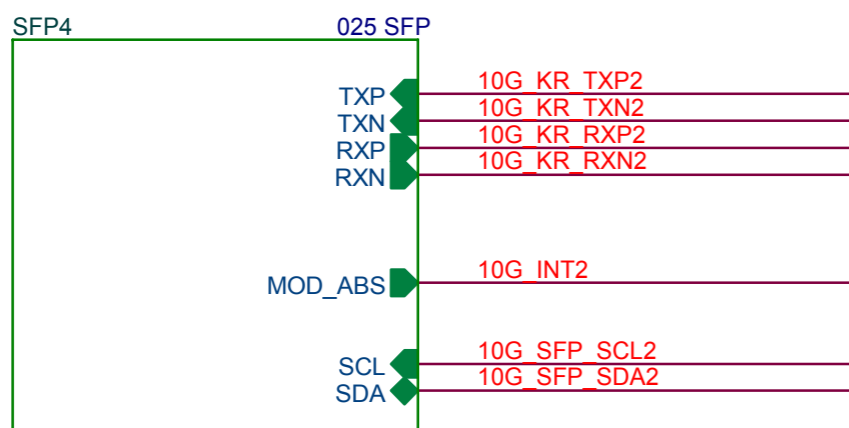 SFP4 025 SFP
TXP 10G_KR_TXP2
TXN 10G_KR_TXN2
RXP 10G_KR_RXP2
RXN 10G_KR_RXN2
MOD_ABS 10G_INT2
SCL 10G_SFP_SCL2
SDA 10G_SFP_SDA2